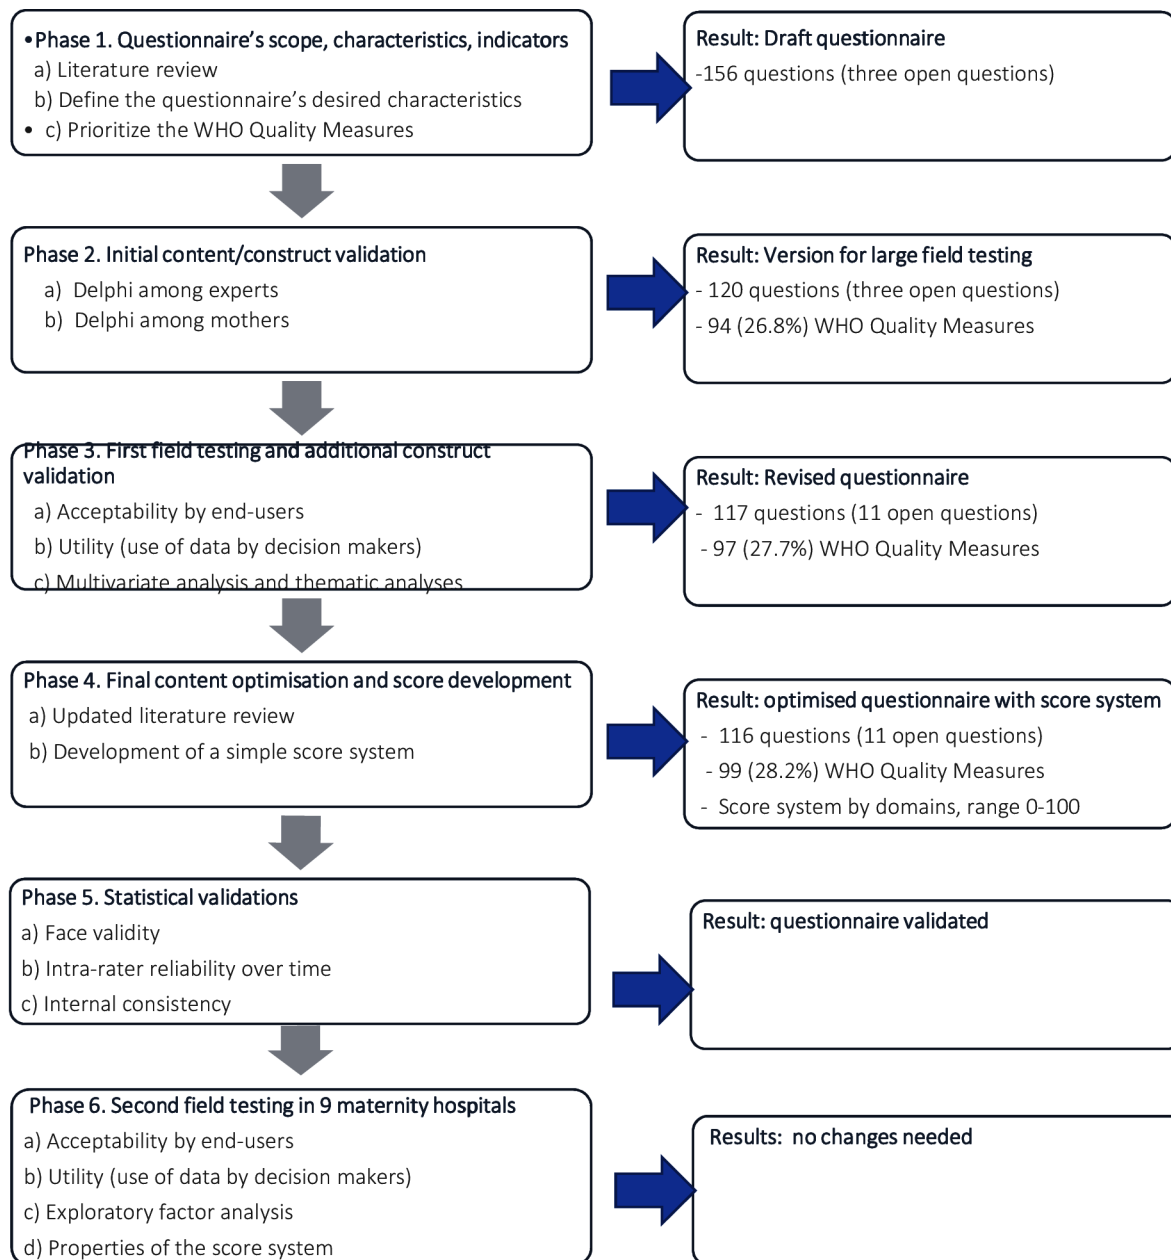 •Phase 1. Questionnaire's scope, characteristics, indicators
a) Literature review
b) Define the questionnaire's desired characteristics
• c) Prioritize the WHO Quality Measures
Result: Draft questionnaire
-156 questions (three open questions)
Phase 2. Initial content/construct validation
a) Delphi among experts
b) Delphi among mothers
Result: Version for large field testing
- 120 questions (three open questions)
- 94 (26.8%) WHO Quality Measures
Phase 3. First field testing and additional construct
validation
a) Acceptability by end-users
b) Utility (use of data by decision makers)
c) Multivariate analysis and thematic analyses
Result: Revised questionnaire
- 117 questions (11 open questions)
- 97 (27.7%) WHO Quality Measures
Phase 4. Final content optimisation and score development
a) Updated literature review
b) Development of a simple score system
Result: optimised questionnaire with score system
- 116 questions (11 open questions)
- 99 (28.2%) WHO Quality Measures
- Score system by domains, range 0-100
Phase 5. Statistical validations
a) Face validity
b) Intra-rater reliability over time
c) Internal consistency
Result: questionnaire validated
Phase 6. Second field testing in 9 maternity hospitals
a) Acceptability by end-users
b) Utility (use of data by decision makers)
c) Exploratory factor analysis
d) Properties of the score system
Results: no changes needed